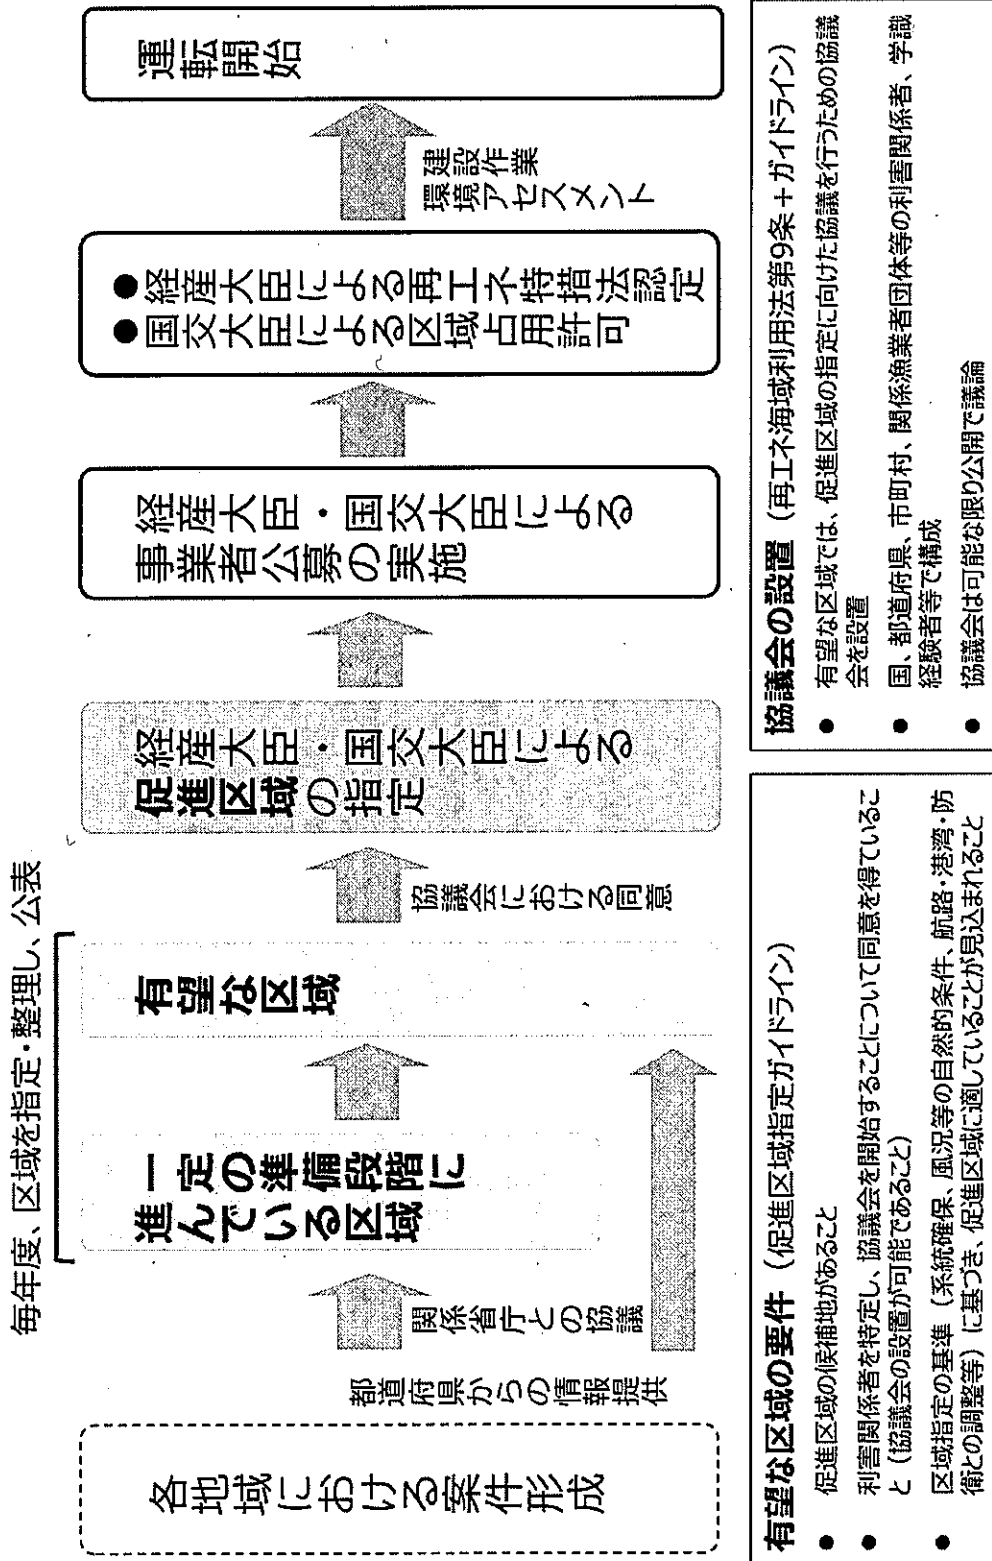 毎年度、区域を指定・整理し、公表
各地域における案件形成
都道府県からの情報提供
関係省庁との協議
一定の準備段階に
進んでいる区域
有望な区域
協議会における同意
経産大臣・国交大臣による
促進区域の指定
経産大臣・国交大臣による
事業者公募の実施
●経産大臣による再エネ特措法認定
●国交大臣による区域占用許可
建設作業
環境アセスメント
運転開始
有望な区域の要件（促進区域指定ガイドライン）
● 促進区域の候補地があること
● 利害関係者を特定し、協議会を開始することについて同意を得ているこ
と（協議会の設置が可能であること）
● 区域指定の基準（系統確保、風況等の自然的条件、航路・港湾・防
衛との調整等）に基づき、促進区域に適していることが見込まれること
協議会の設置（再エネ海域利用法第9条＋ガイドライン）
● 有望な区域では、促進区域の指定に向けた協議を行うための協議
会を設置
● 国、都道府県、市町村、関係漁業者団体等の利害関係者、学識
経験者等で構成
● 協議会は可能な限り公開で議論